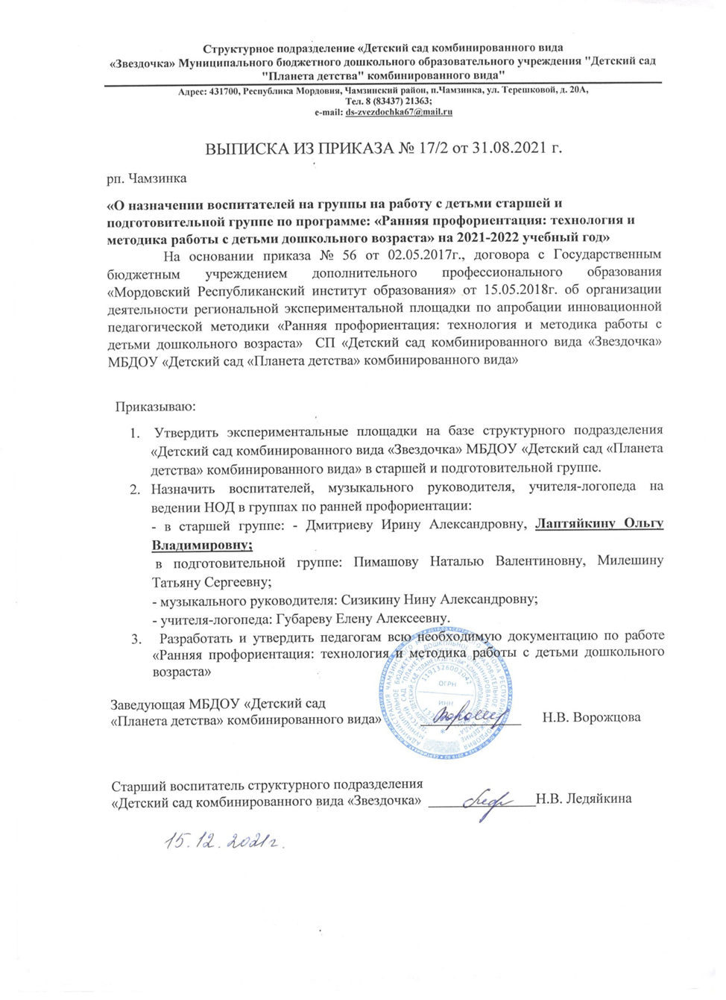 Структурное подразделение «Детский сад комбинированного вида
«Звездочка» Муниципального бюджетного дошкольного образовательного учреждения "Детский сад
"Планета детства" комбинированного вида"
Адрес: 431700, Республика Мордовия, Чамзинский район, п.Чамзинка, ул. Терешковой, д. 20А,
Тел. 8 (83437) 21363;
e-mail: ds-zvezdochka67@mail.ru
ВЫПИСКА ИЗ ПРИКАЗА № 17/2 от 31.08.2021 г.
рп. Чамзинка
«О назначении воспитателей на группы на работу с детьми старшей и
подготовительной группе по программе: «Ранняя профориентация: технология и
методика работы с детьми дошкольного возраста» на 2021-2022 учебный год»
На основании приказа № 56 от 02.05.2017г., договора с Государственным
бюджетным учреждением дополнительного профессионального образования
«Мордовский Республиканский институт образования» от 15.05.2018г. об организации
деятельности региональной экспериментальной площадки по апробации инновационной
педагогической методики «Ранняя профориентация: технология и методика работы с
детьми дошкольного возраста» СП «Детский сад комбинированного вида «Звездочка»
МБДОУ «Детский сад «Планета детства» комбинированного вида»
Приказываю:
1. Утвердить экспериментальные площадки на базе структурного подразделения
«Детский сад комбинированного вида «Звездочка» МБДОУ «Детский сад «Планета
детства» комбинированного вида» в старшей и подготовительной группе.
2. Назначить воспитателей, музыкального руководителя, учителя-логопеда на
ведении НОД в группах по ранней профориентации:
- в старшей группе: - Дмитриеву Ирину Александровну, Лаптяйкину Ольгу
Владимировну;
в подготовительной группе: Пимашову Наталью Валентиновну, Милешину
Татьяну Сергеевну;
- музыкального руководителя: Сизикину Нину Александровну;
- учителя-логопеда: Губареву Елену Алексеевну.
3. Разработать и утвердить педагогам всю необходимую документацию по работе
«Ранняя профориентация: технология и методика работы с детьми дошкольного
возраста»
1191326002042
ОГРН
ИНН
Заведующая МБДОУ «Детский сад
«Планета детства» комбинированного вида» Н.В. Ворожцова
Старший воспитатель структурного подразделения
«Детский сад комбинированного вида «Звездочка» Н.В. Ледяйкина
15.12.2021г.